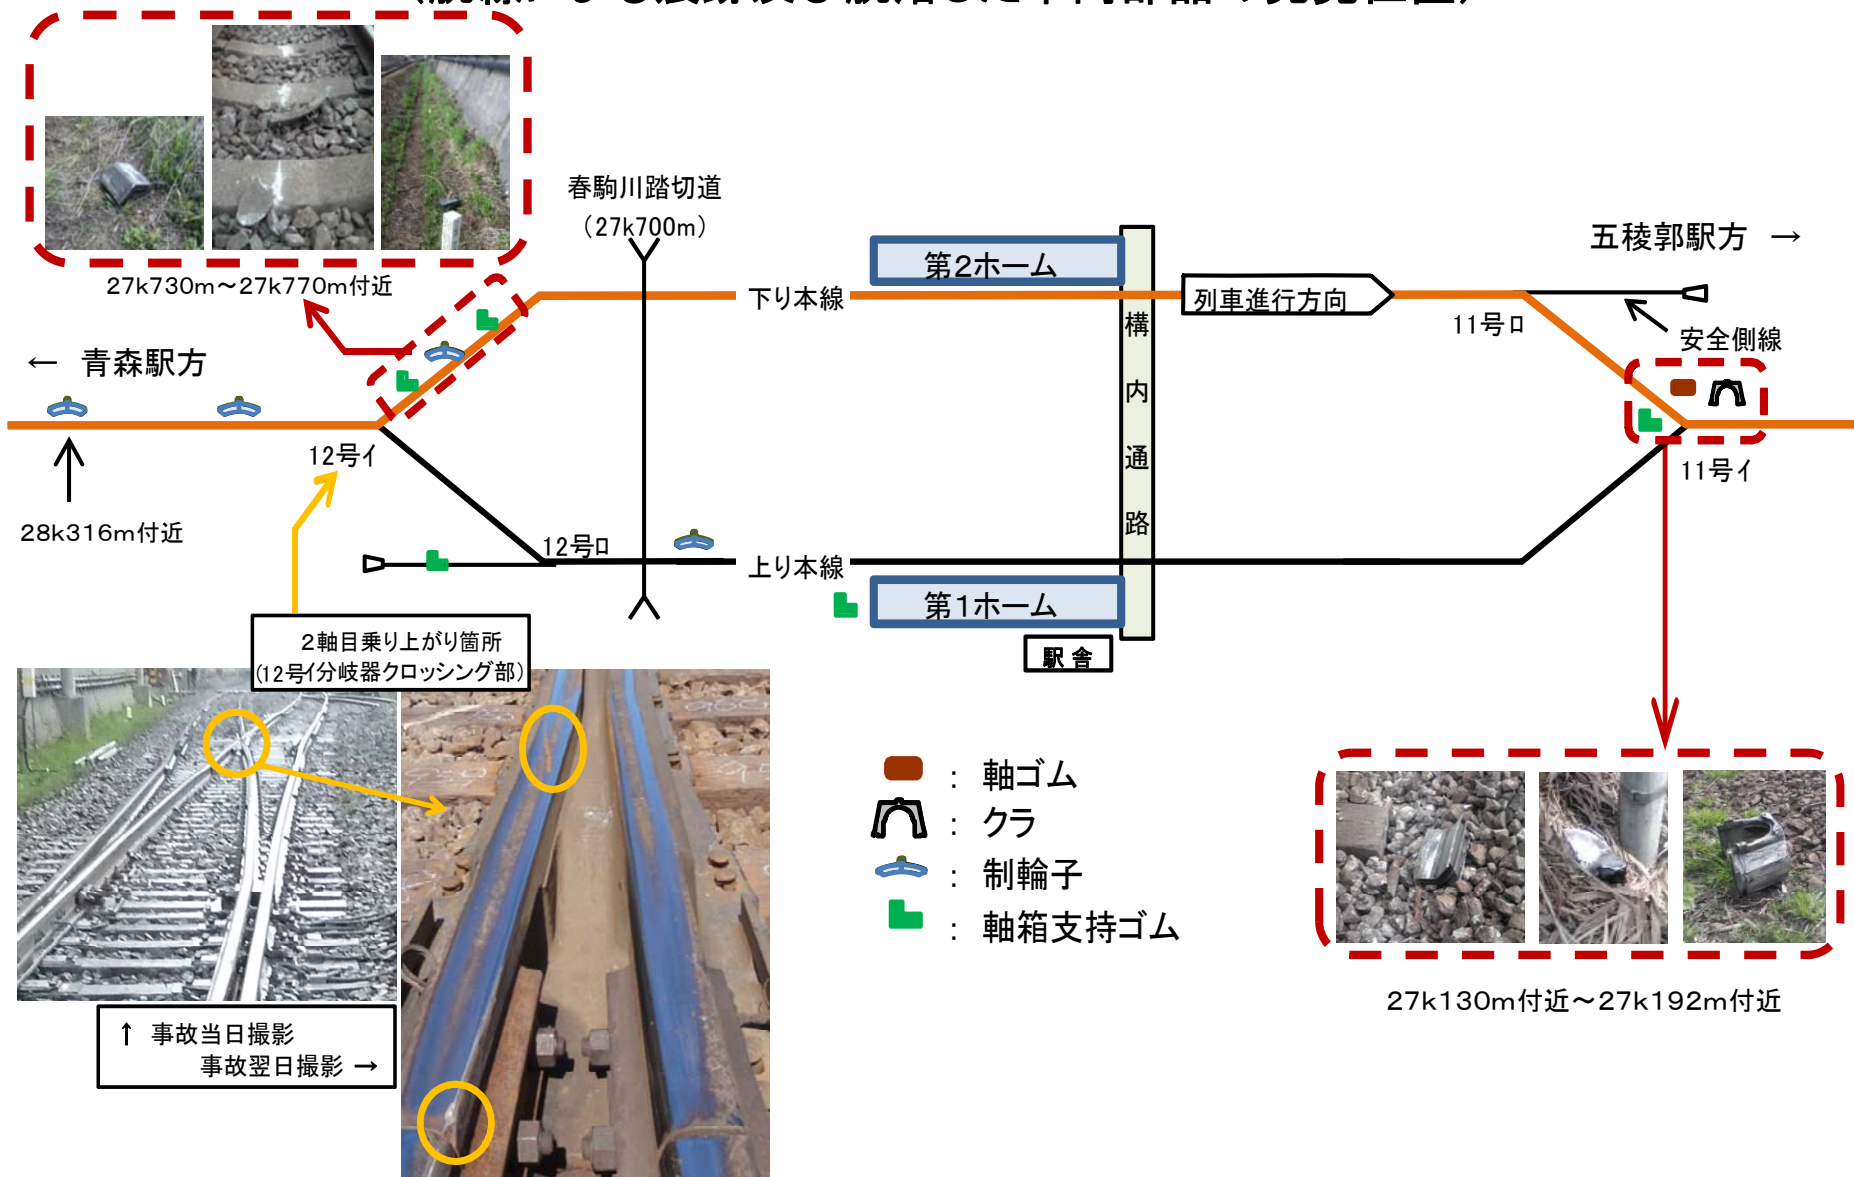 27k730m～27k770m付近
春駒川踏切道
（27k700m）
第2ホーム
五稜郭駅方 →
下り本線
列車進行方向
11号ロ
安全側線
← 青森駅方
構内通路
12号イ
11号イ
28k316m付近
12号ロ
上り本線
第1ホーム
駅舎
2軸目乗り上がり箇所
(12号イ分岐器クロッシング部)
： 軸ゴム
： クラ
： 制輪子
： 軸箱支持ゴム
27k130m付近～27k192m付近
↑ 事故当日撮影
事故翌日撮影 →